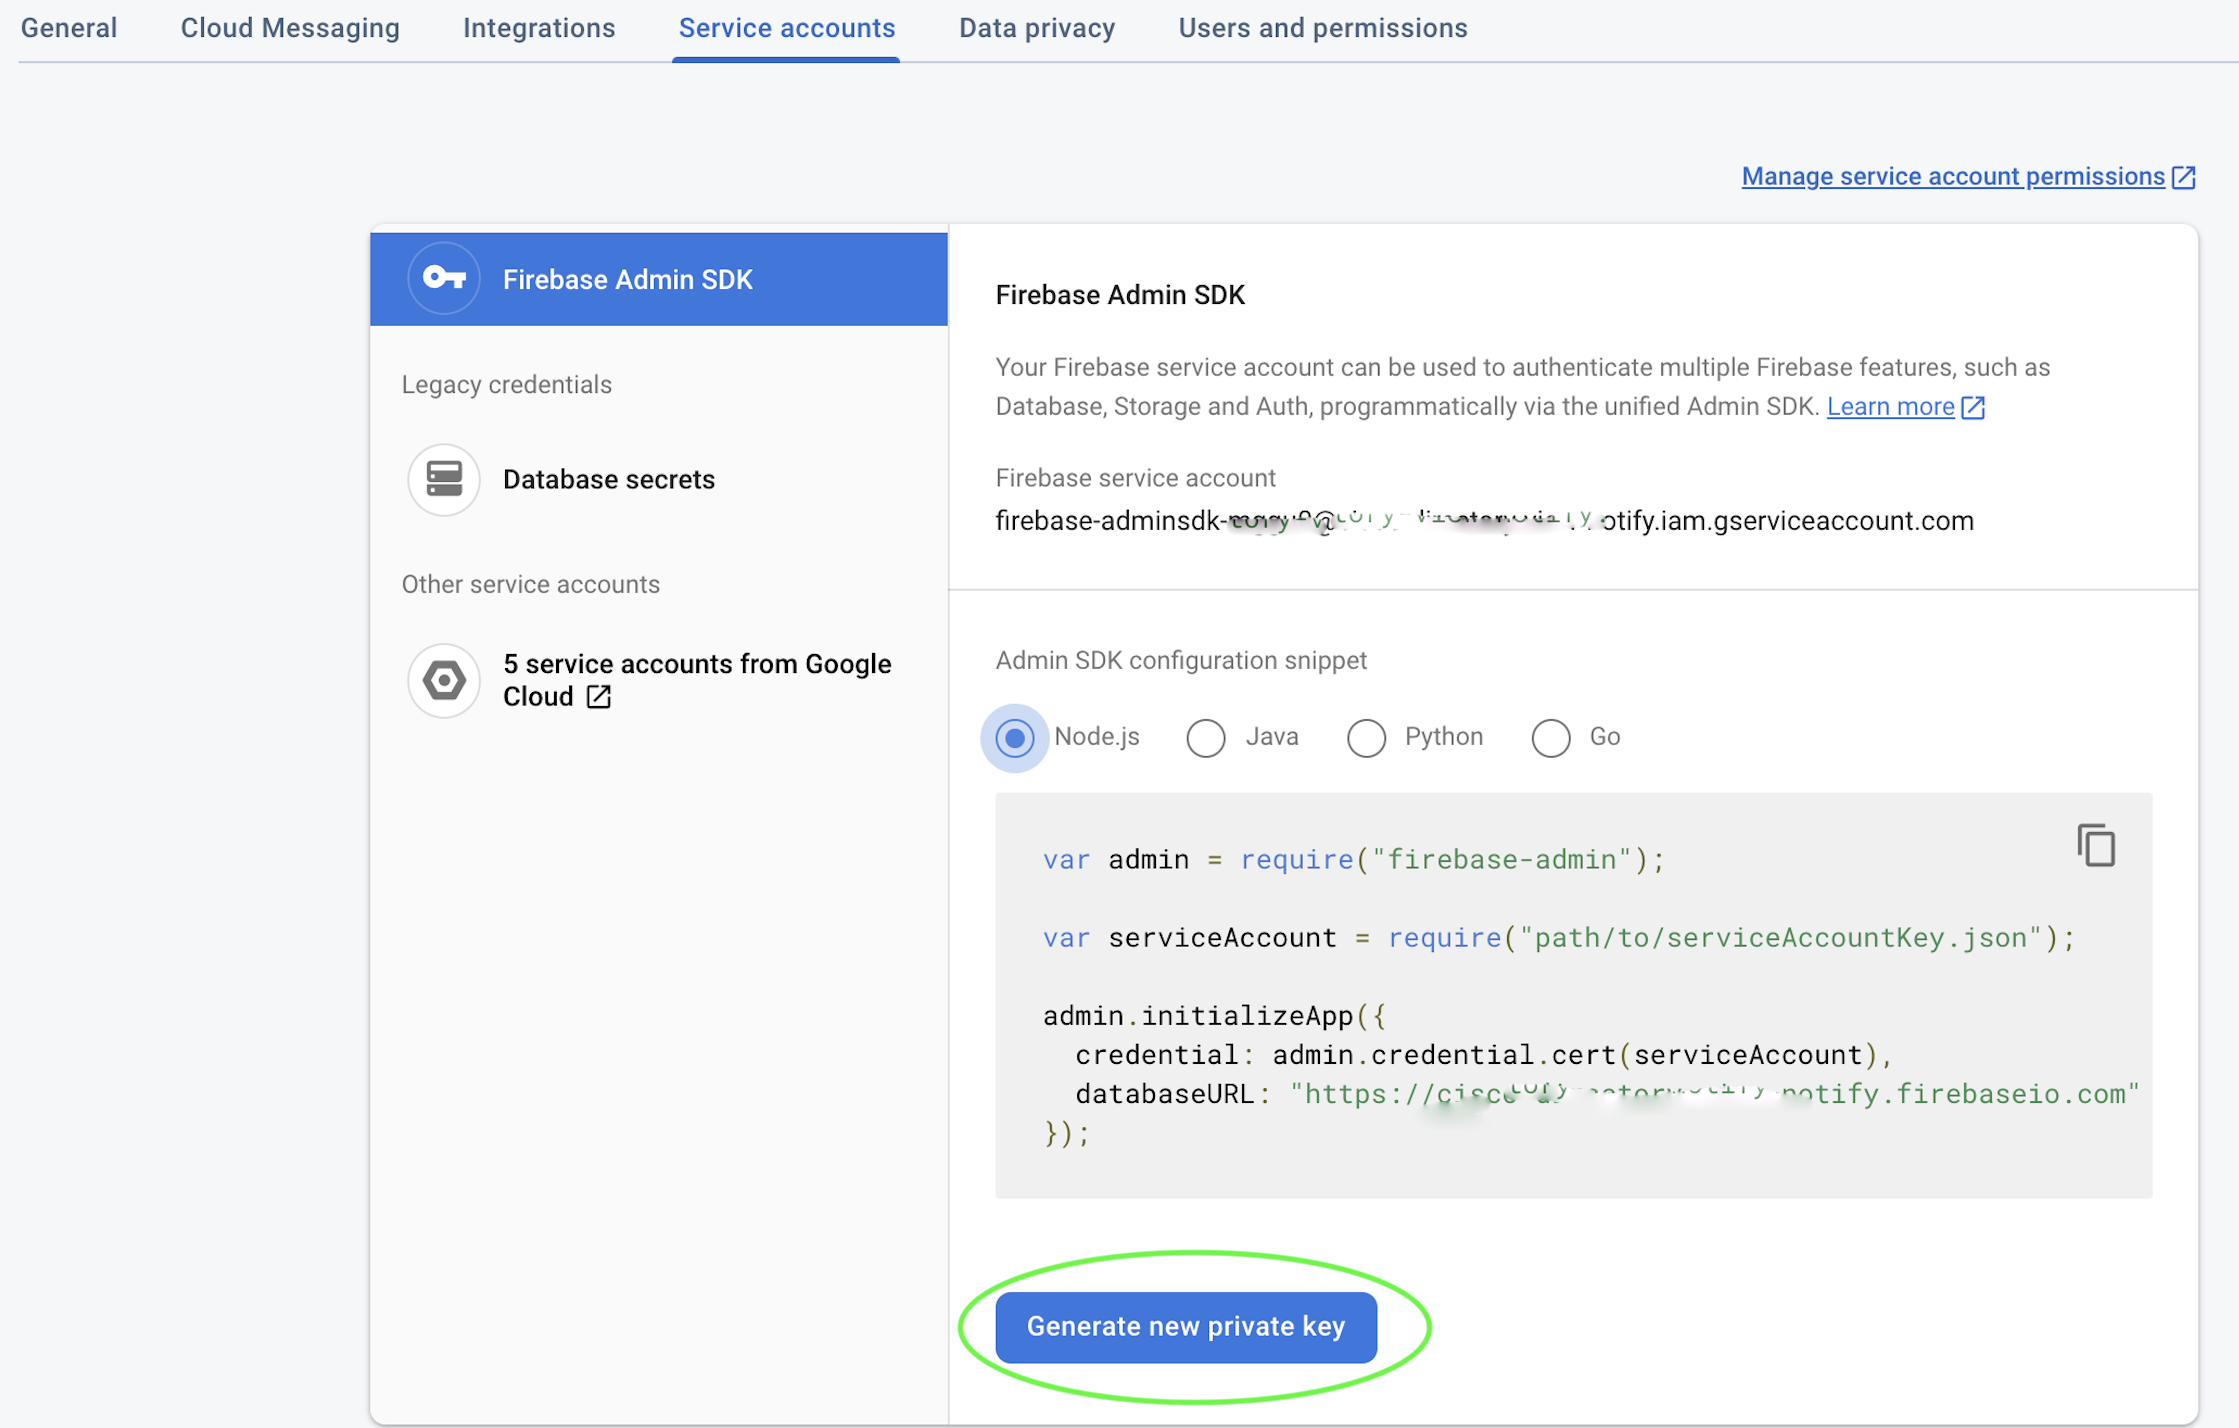 General Cloud Messaging Integrations Service accounts Data privacy Users and permissions
Manage service account permissions
Firebase Admin SDK
Legacy credentials
Database secrets
Other service accounts
5 service accounts from Google
Cloud
Firebase Admin SDK
Your Firebase service account can be used to authenticate multiple Firebase features, such as
Database, Storage and Auth, programmatically via the unified Admin SDK. Learn more
Firebase service account
firebase-adminsdk- otify.iam.gserviceaccount.com
Admin SDK configuration snippet
Node.js Java Python Go
var admin = require("firebase-admin");
var serviceAccount = require("path/to/serviceAccountKey.json");
admin.initializeApp({
credential: admin.credential.cert(serviceAccount),
databaseURL: "https:// notify.firebaseio.com"
});
Generate new private key